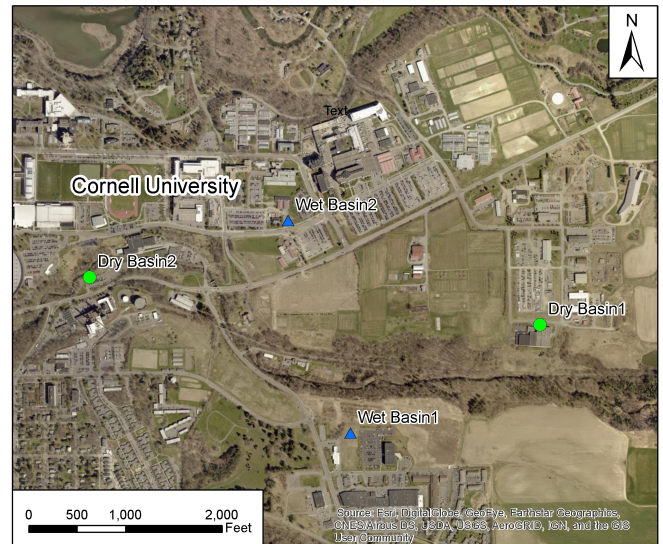 N
Text
Cornell University
Wet Basin2
Dry Basin2
Dry Basin1
Wet Basin1
0 500 1,000 2,000
Feet
Source: Esri, DigitalGlobe, GeoEye, Earthstar Geographics,
CNES/Airbus DS, USDA, USGS, AeroGRID, IGN, and the GIS
User Community